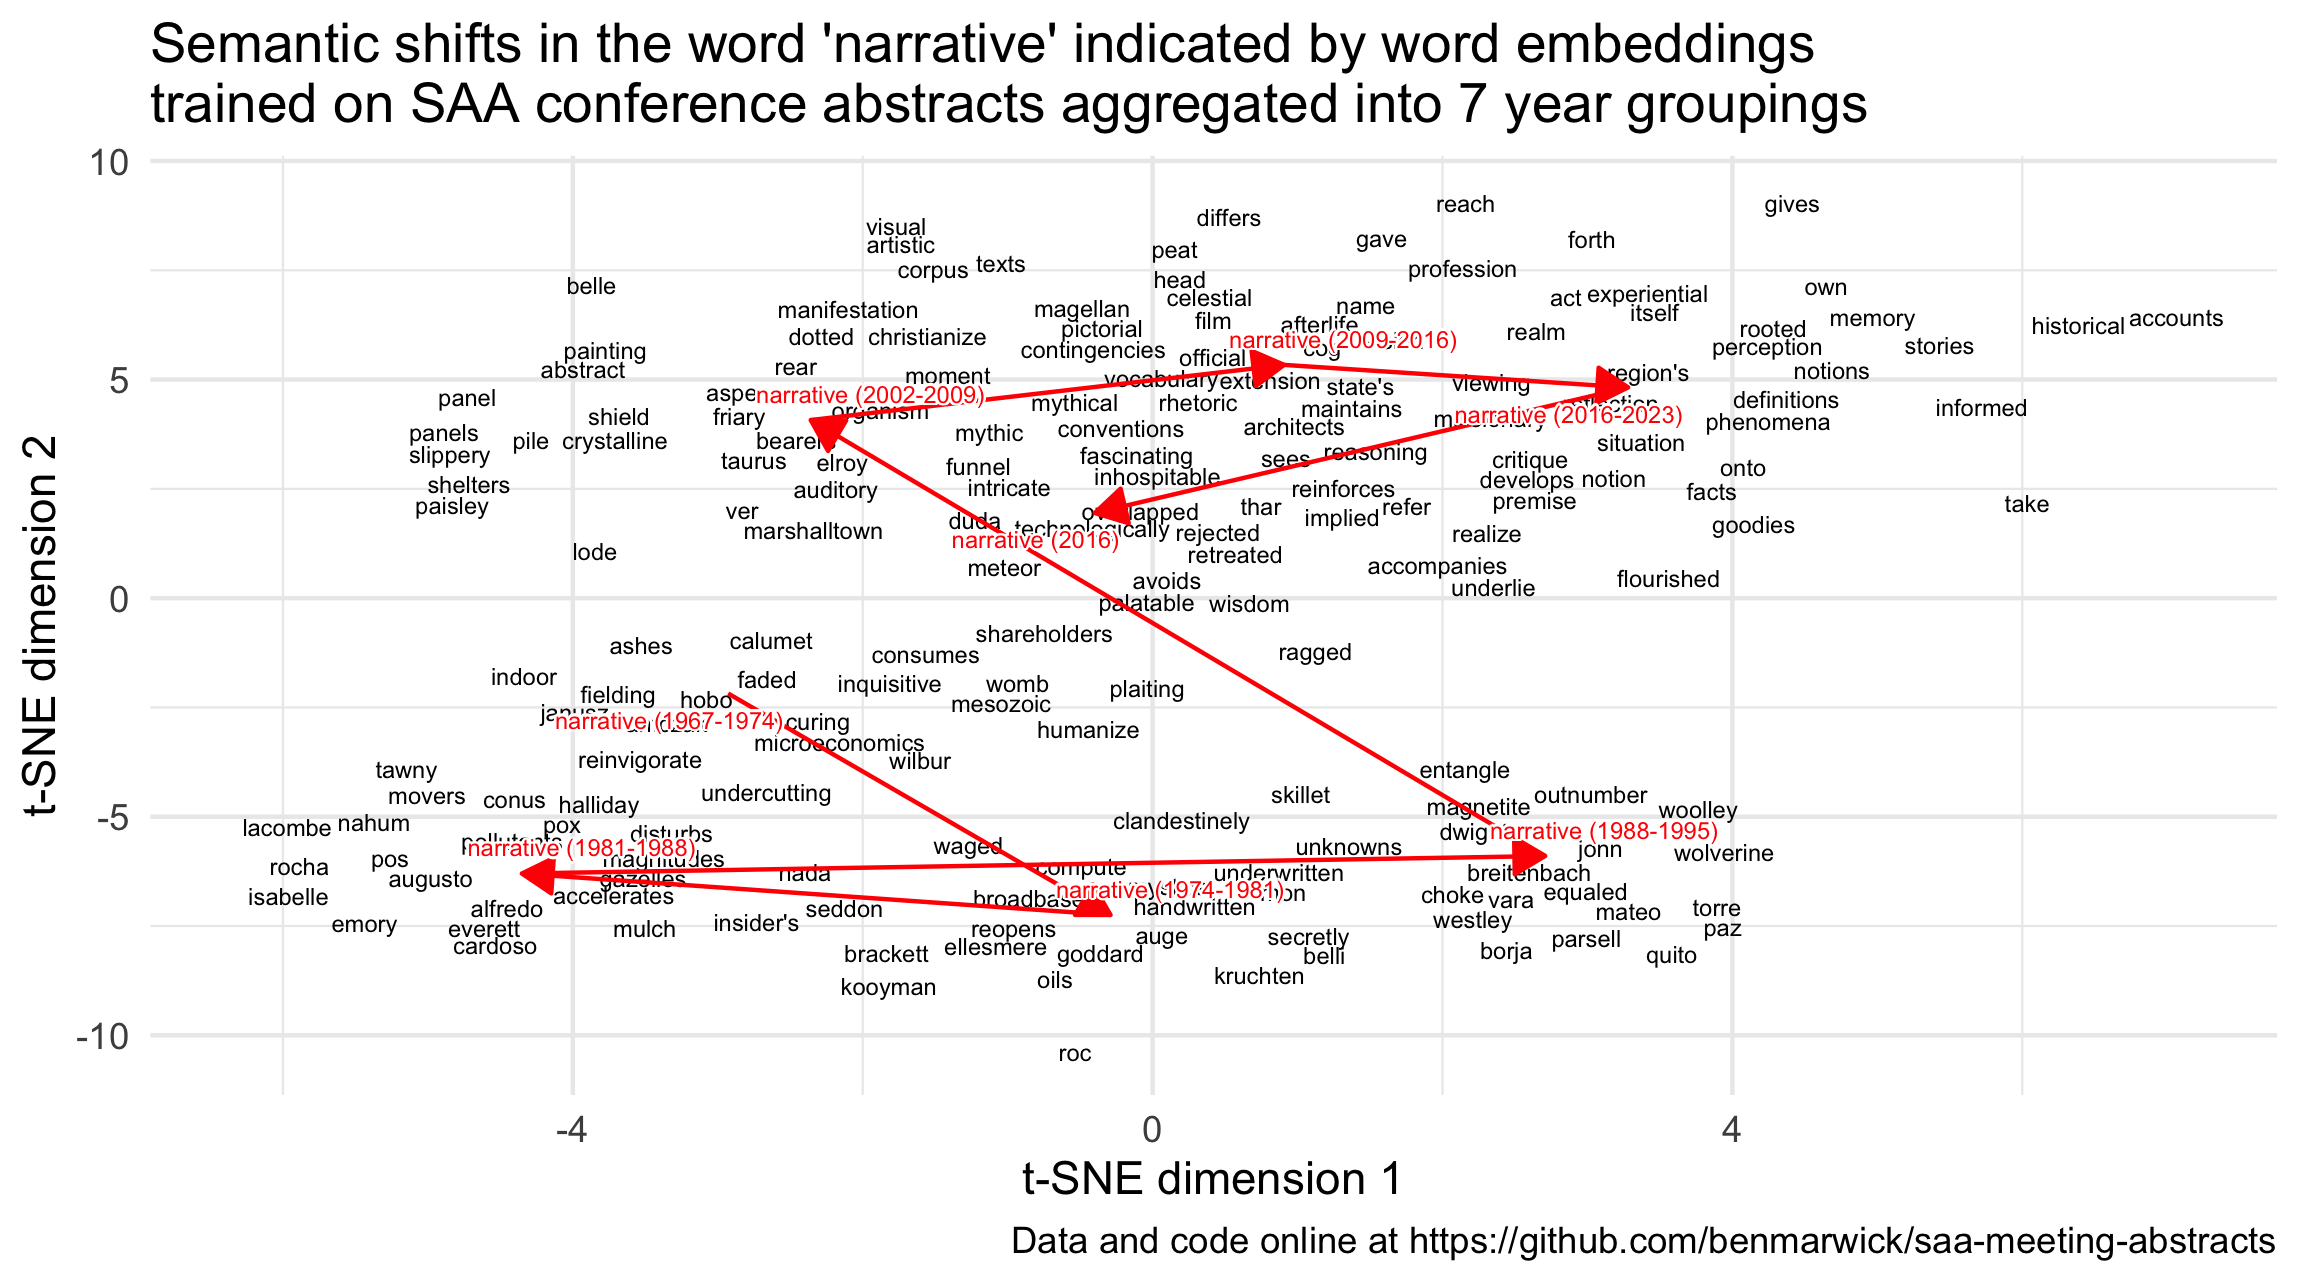 Semantic shifts in the word 'narrative' indicated by word embeddings
trained on SAA conference abstracts aggregated into 7 year groupings
10
5
0
-5
-10
-4
0
4
t-SNE dimension 2
t-SNE dimension 1
gives
reach
differs
visual
artistic
gave
forth
peat
texts
corpus
profession
head
belle
own
experiential
act
celestial
name
itself
magellan
manifestation
film
memory
accounts
historical
afterlife
pictorial
rooted
realm
dotted
christianize
narrative (2009-2016)
contingencies
official
perception
stories
painting
abstract
rear
moment
vocabulary
extension
state's
viewing
region's
notions
panel
narrative (2002-2009)
organism
friary
shield
mythical
rhetoric
maintains
narrative (2016-2023)
definitions
informed
phenomena
panels
pile
crystalline
bearers
mythic
conventions
architects
situation
slippery
taurus
elroy
funnel
fascinating
sees
reasoning
critique
onto
shelters
auditory
intricate
inhospitable
reinforces
develops
notion
facts
paisley
ver
marshalltown
duda
technologically
thar
implied
refer
premise
goodies
take
narrative (2016)
rejected
retreated
realize
lode
meteor
avoids
accompanies
underlie
flourished
palatable
wisdom
shareholders
ashes
calumet
consumes
ragged
indoor
faded
inquisitive
womb
plaiting
fielding
hobo
mesozoic
janusz
narrative (1967-1974)
curing
humanize
microeconomics
reinvigorate
wilbur
tawny
entangle
movers
conus
halliday
undercutting
skillet
magnetite
outnumber
woolley
lacombe
nahum
pox
disturbs
clandestinely
narrative (1988-1995)
pollutants
narrative (1981-1988)
magnitudes
waged
unknowns
wolverine
rocha
pos
augusto
gazelles
nada
compute
underwritten
breitenbach
isabelle
accelerates
narrative (1974-1981)
handwritten
choke
vara
equaled
alfredo
seddon
mateo
torre
emory
everett
mulch
insider's
reopens
westley
paz
cardoso
ellesmere
auge
secretly
parsell
brackett
goddard
belli
borja
quito
kooyman
oils
kruchten
roc
Data and code online at https://github.com/benmarwick/saa-meeting-abstracts